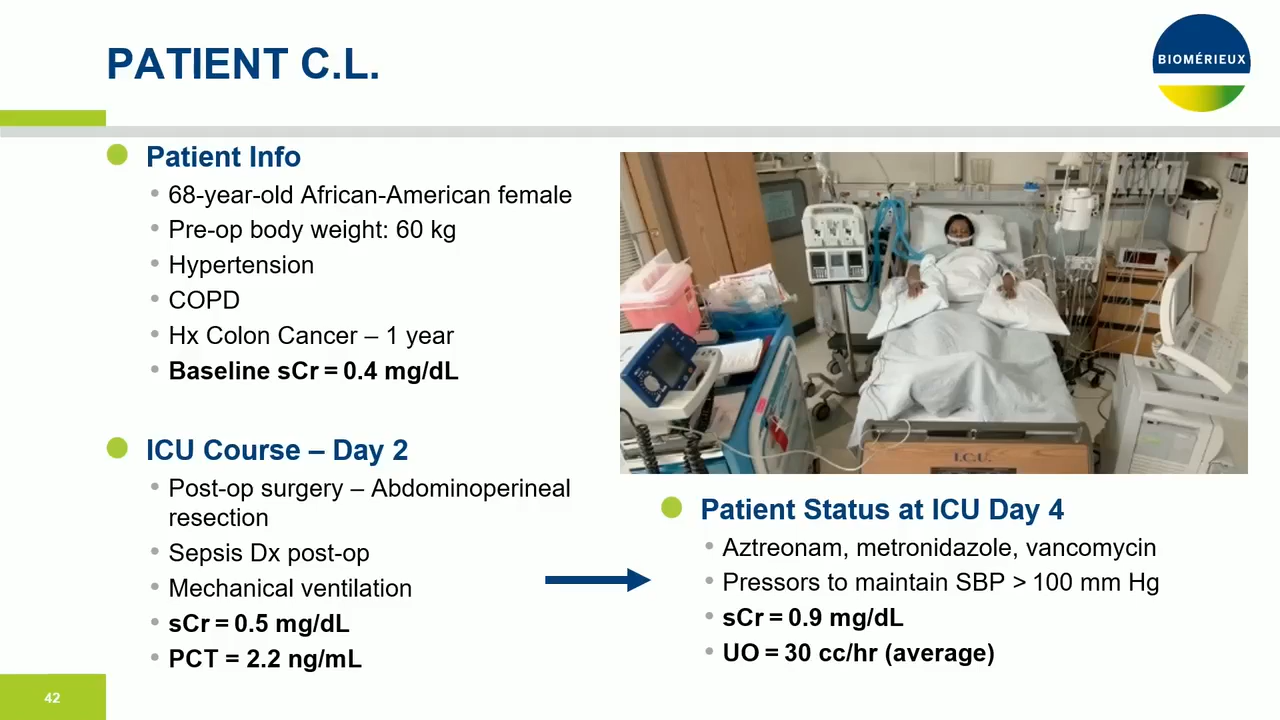 PATIENT C.L.
BIOMÉRIEUX
Patient Info
68-year-old African-American female
Pre-op body weight: 60 kg
Hypertension
COPD
Hx Colon Cancer – 1 year
Baseline sCr = 0.4 mg/dL
ICU Course – Day 2
Post-op surgery – Abdominoperineal
resection
Sepsis Dx post-op
Mechanical ventilation
sCr = 0.5 mg/dL
PCT = 2.2 ng/mL
I.C.U.
Patient Status at ICU Day 4
Aztreonam, metronidazole, vancomycin
Pressors to maintain SBP > 100 mm Hg
sCr = 0.9 mg/dL
UO = 30 cc/hr (average)
42